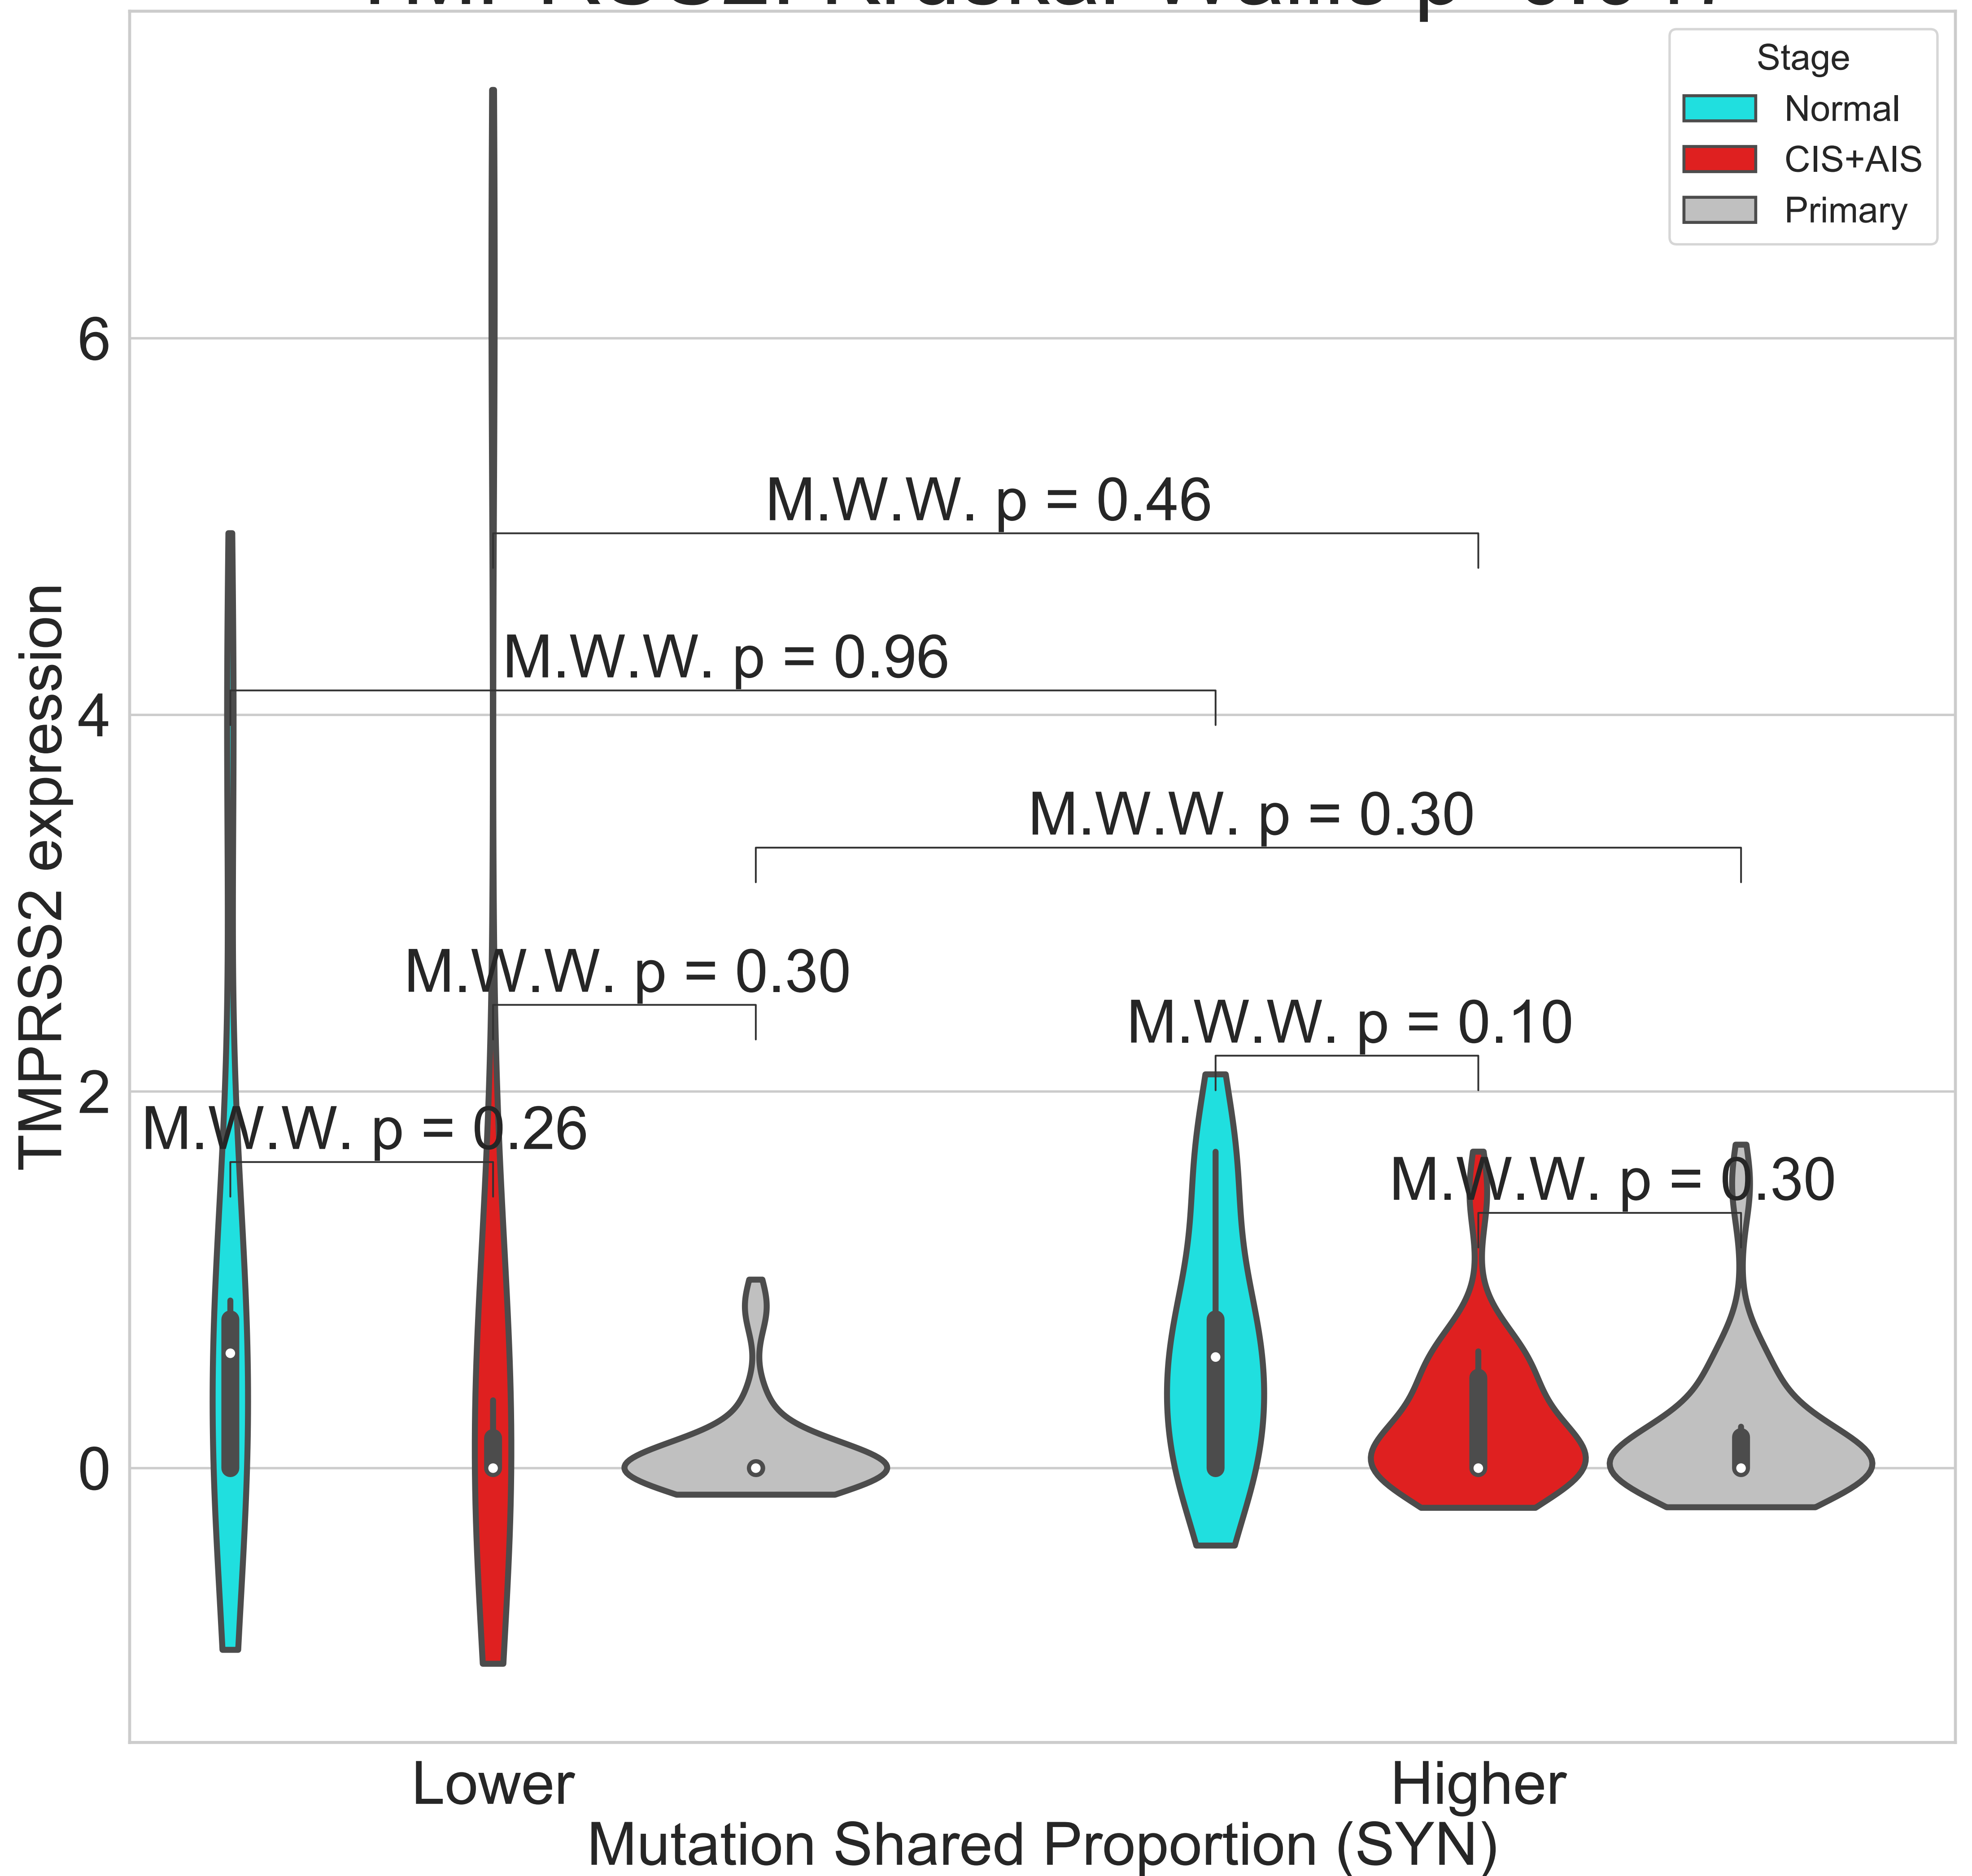 Stage
Normal
CIS+AIS
Primary
6
4
2
0
TMPRSS2 expression
M.W.W. p = 0.46
M.W.W. p = 0.96
M.W.W. p = 0.30
M.W.W. p = 0.30
M.W.W. p = 0.10
M.W.W. p = 0.26
M.W.W. p = 0.30
Lower
Higher
Mutation Shared Proportion (SYN)